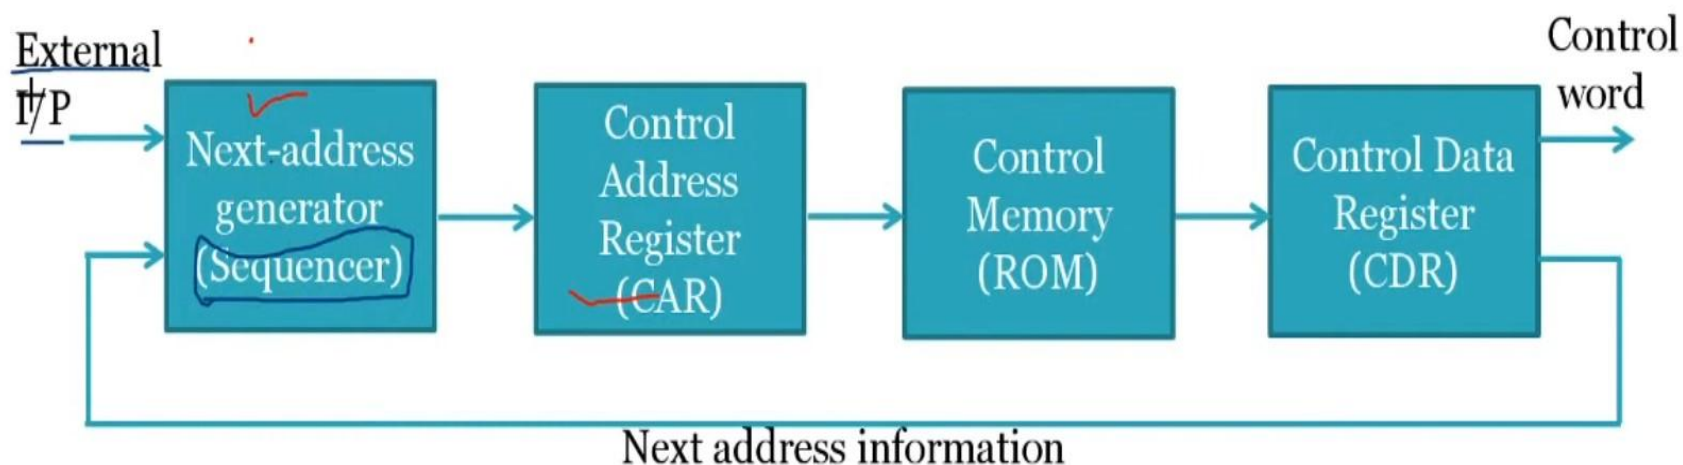 External
I/P
Next-address
generator
(Sequencer)
Control
Address
Register
(CAR)
Control
Memory
(ROM)
Control Data
Register
(CDR)
Control
word
Next address information